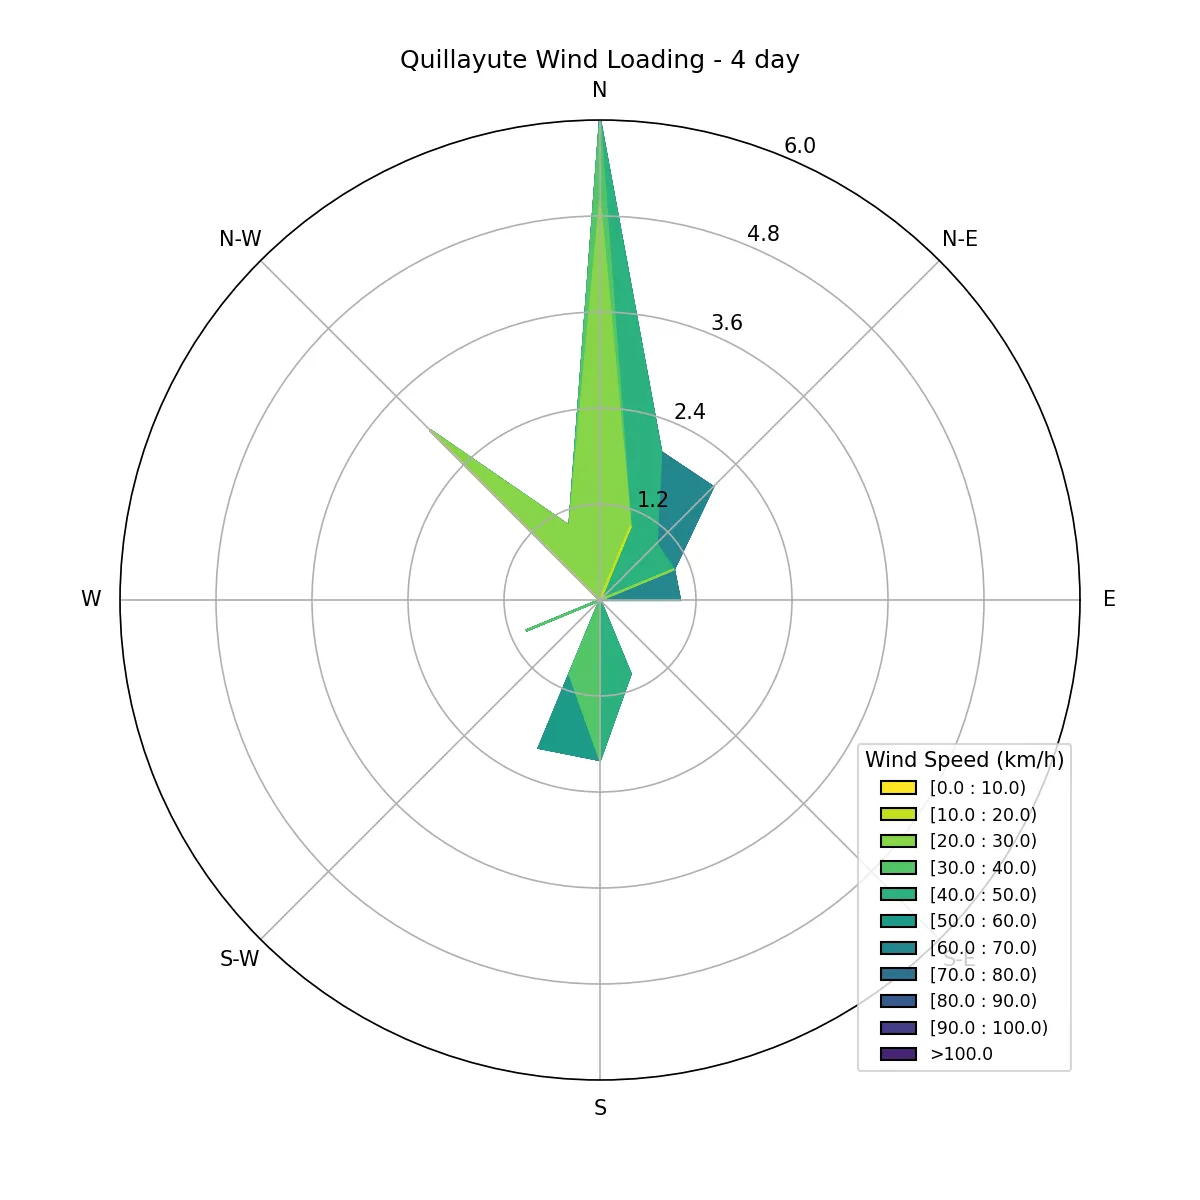 Quillayute Wind Loading - 4 day
N
6.0
N-W
N-E
4.8
3.6
2.4
1.2
W
E
S-W
S-E
S
Wind Speed (km/h)
[0.0 : 10.0)
[10.0 : 20.0)
[20.0 : 30.0)
[30.0 : 40.0)
[40.0 : 50.0)
[50.0 : 60.0)
[60.0 : 70.0)
[70.0 : 80.0)
[80.0 : 90.0)
[90.0 : 100.0)
>100.0